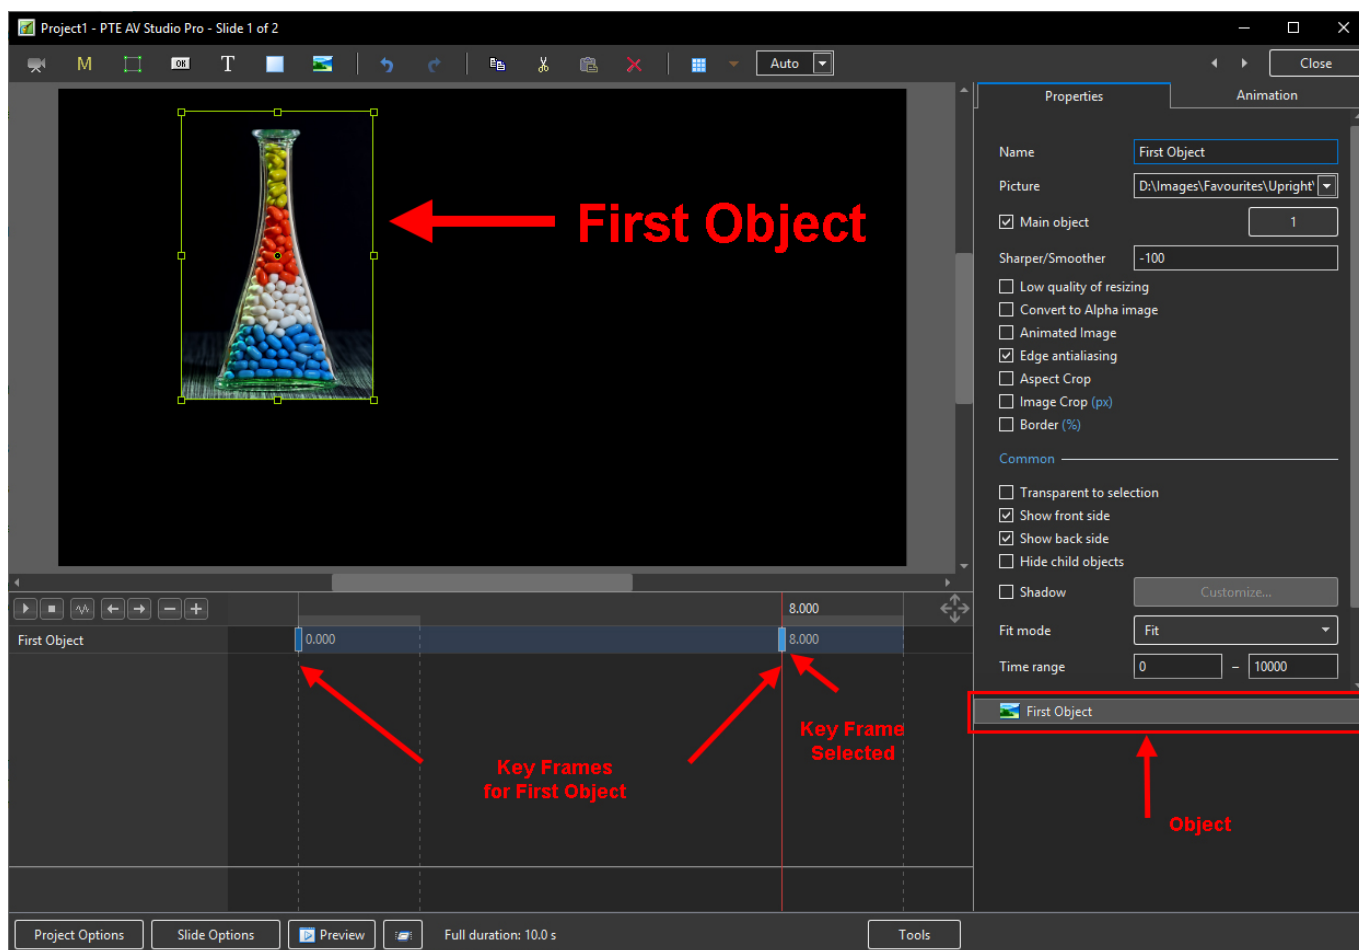 Project1 - PTE AV Studio Pro - Slide 1 of 2
M OK T Auto Close
Properties Animation
Name First Object
Picture D:\Images\Favourites\Upright\
Main object 1
Sharper/Smoother -100
Low quality of resizing
Convert to Alpha image
Animated Image
Edge antialiasing
Aspect Crop
Image Crop (px)
Border (%)
Common
Transparent to selection
Show front side
Show back side
Hide child objects
Shadow Customize...
Fit mode Fit
Time range 0 – 10000
First Object
Object
First Object
8.000
First Object 0.000 8.000
Key Frames
for First Object
Key Frame
Selected
Project Options Slide Options Preview Full duration: 10.0 s Tools